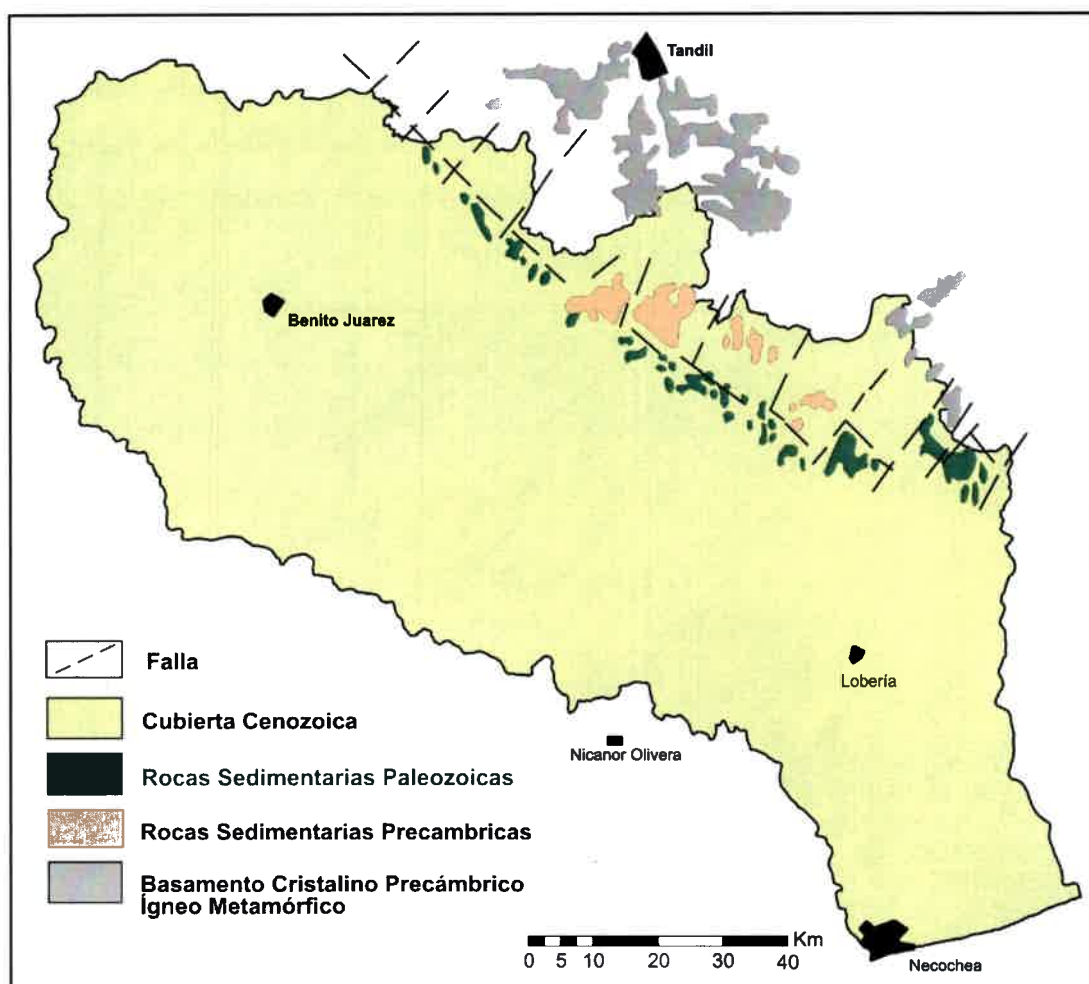 Tandil
Benito Juarez
Falla
Lobería
Cubierta Cenozoica
Nicanor Olivera
Rocas Sedimentarias Paleozoicas
Rocas Sedimentarias Precambricas
Basamento Cristalino Precámbrico
Ígneo Metamórfico
Km
0 5 10 20 30 40
Necochea